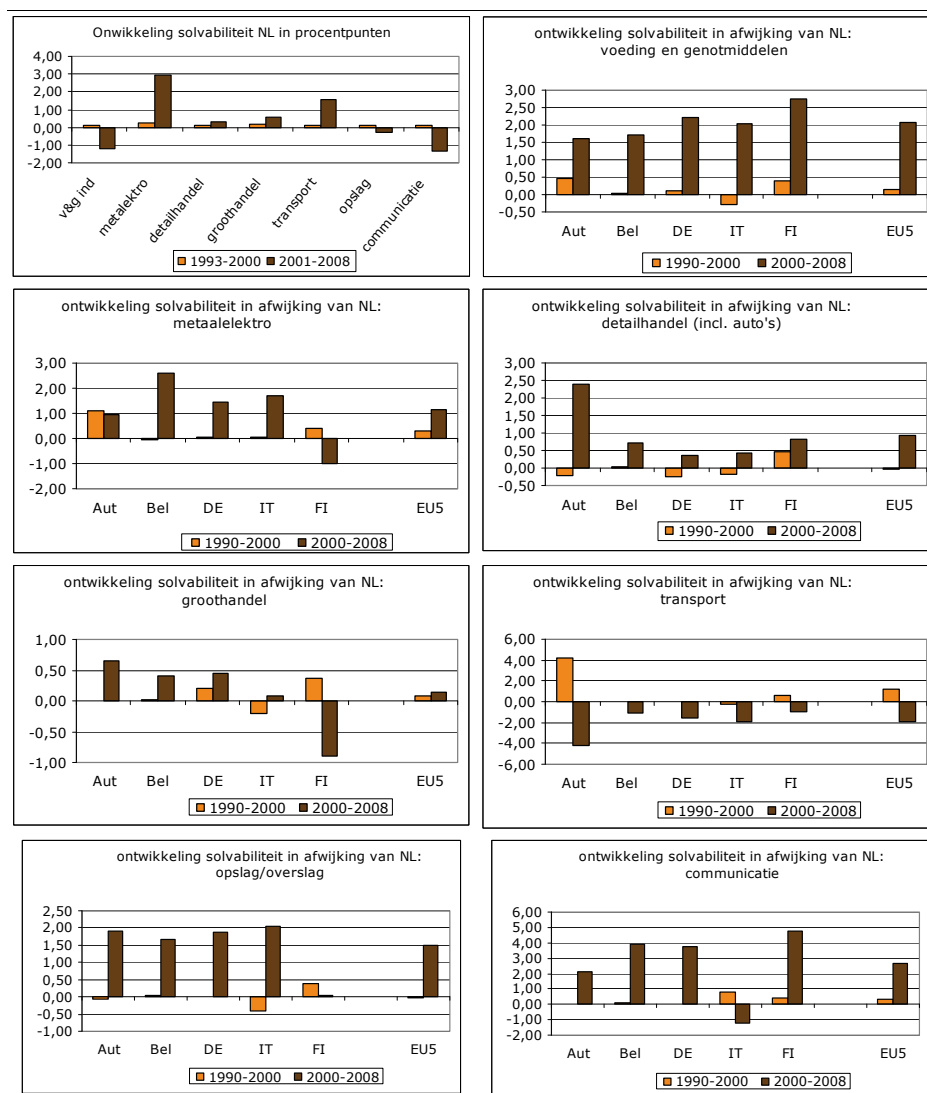 Onwikkeling solvabiliteit NL in procentpunten
4,00
3,00
2,00
1,00
0,00
-1,00
-2,00
v&g ind
metalektro
detailhandel
groothandel
transport
opslag
communicatie
1993-2000 2001-2008
ontwikkeling solvabiliteit in afwijking van NL:
voeding en genotmiddelen
3,00
2,50
2,00
1,50
1,00
0,50
0,00
-0,50
Aut Bel DE IT FI EU5
1990-2000 2000-2008
ontwikkeling solvabiliteit in afwijking van NL:
metaalelektro
3,00
2,00
1,00
0,00
-1,00
-2,00
Aut Bel DE IT FI EU5
1990-2000 2000-2008
ontwikkeling solvabiliteit in afwijking van NL:
detailhandel (incl. auto's)
3,00
2,50
2,00
1,50
1,00
0,50
0,00
-0,50
Aut Bel DE IT FI EU5
1990-2000 2000-2008
ontwikkeling solvabiliteit in afwijking van NL:
groothandel
1,00
0,50
0,00
-0,50
-1,00
Aut Bel DE IT FI EU5
1990-2000 2000-2008
ontwikkeling solvabiliteit in afwijking van NL:
transport
6,00
4,00
2,00
0,00
-2,00
-4,00
-6,00
Aut Bel DE IT FI EU5
1990-2000 2000-2008
ontwikkeling solvabiliteit in afwijking van NL:
opslag/overslag
2,50
2,00
1,50
1,00
0,50
0,00
-0,50
-1,00
Aut Bel DE IT FI EU5
1990-2000 2000-2008
ontwikkeling solvabiliteit in afwijking van NL:
communicatie
6,00
5,00
4,00
3,00
2,00
1,00
0,00
-1,00
-2,00
Aut Bel DE IT FI EU5
1990-2000 2000-2008